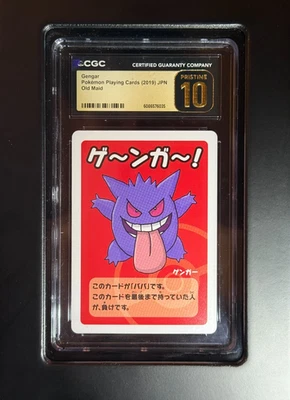 CGC
CERTIFIED GUARANTY COMPANY
Gengar
Pokémon Playing Cards (2019) JPN
Old Maid
PRISTINE
10
ゲ〜ンガ〜！
ゲンガー
このカードが「ババ」です。
このカードを最後まで持っていた人
が、負けです。